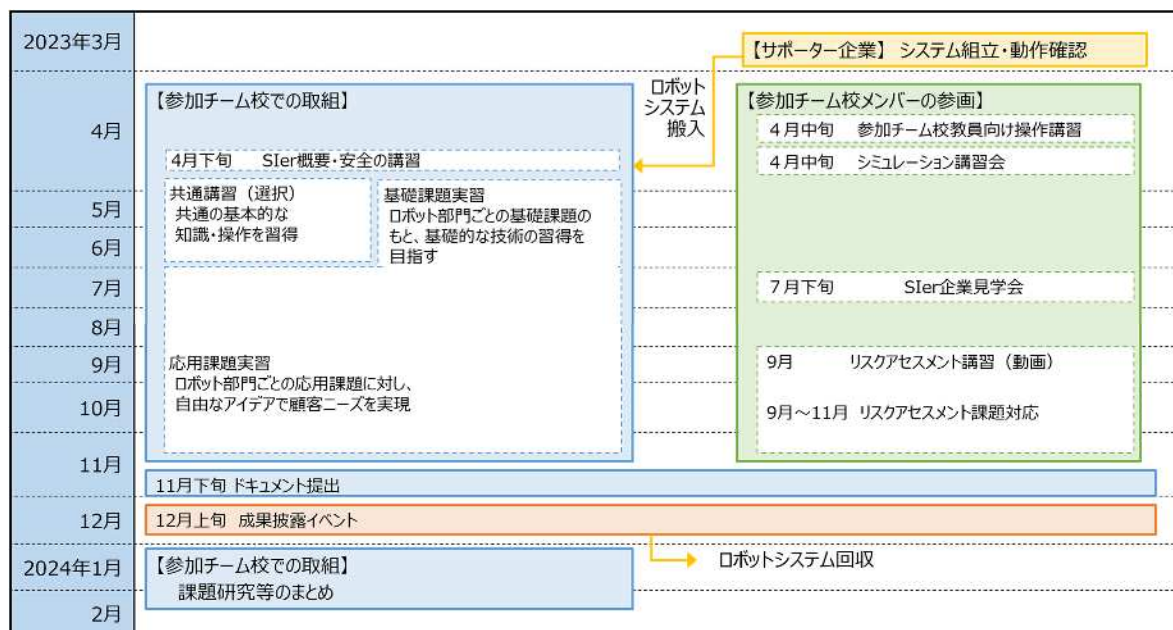 2023年3月
【サポーター企業】 システム組立・動作確認
4月
【参加チーム校での取組】
ロボット
システム
搬入
【参加チーム校メンバーの参画】
4月中旬 参加チーム校教員向け操作講習
4月中旬 シミュレーション講習会
4月下旬 SIer概要・安全の講習
共通講習（選択）
共通の基本的な
知識・操作を習得
基礎課題実習
ロボット部門ごとの基礎課題の
もと、基礎的な技術の習得を
目指す
5月
6月
7月
7月下旬 SIer企業見学会
8月
9月
応用課題実習
ロボット部門ごとの応用課題に対し、
自由なアイデアで顧客ニーズを実現
9月 リスクアセスメント講習（動画）
10月
9月～11月 リスクアセスメント課題対応
11月
11月下旬 ドキュメント提出
12月
12月上旬 成果披露イベント
ロボットシステム回収
2024年1月
【参加チーム校での取組】
課題研究等のまとめ
2月